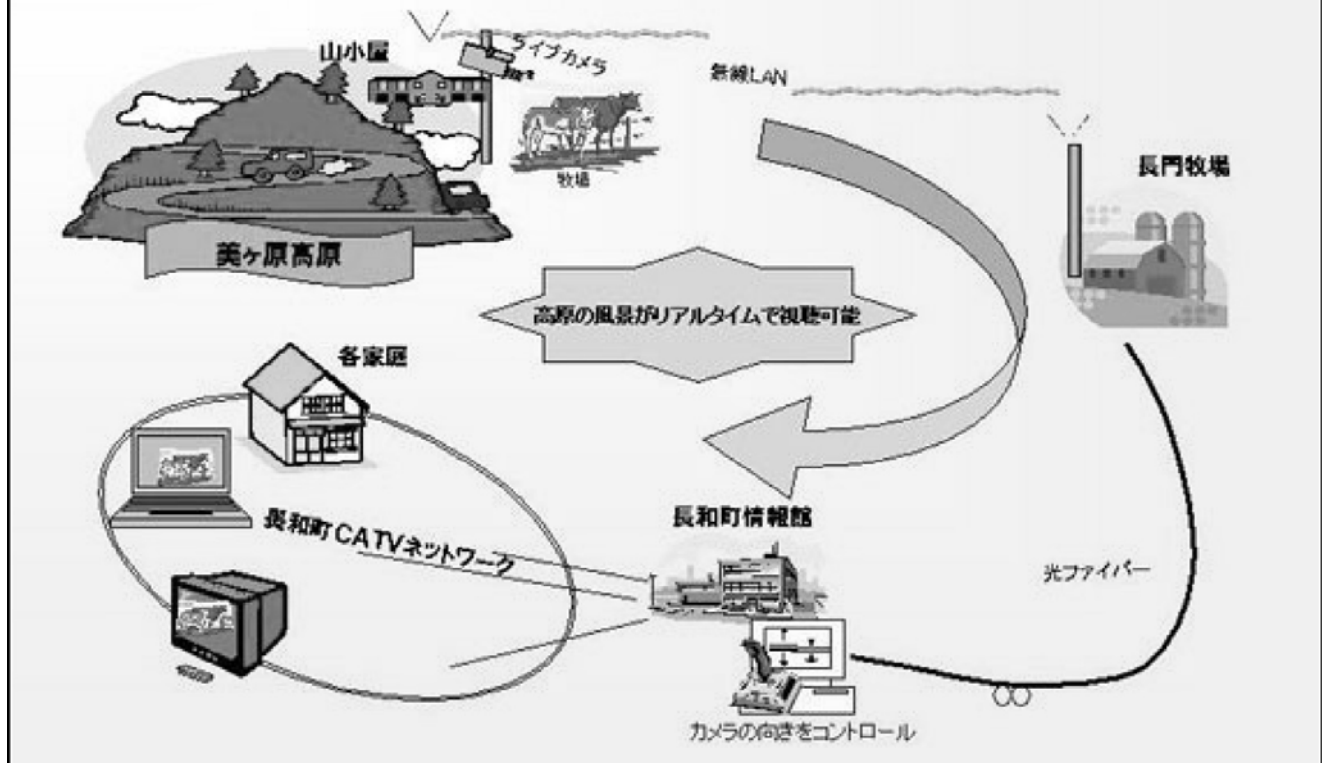 山小屋
ライブカメラ
無線LAN
長門牧場
牧場
美ヶ原高原
高原の風景がリアルタイムで視聴可能
各家庭
長和町CATVネットワーク
長和町情報館
光ファイバー
カメラの向きをコントロール